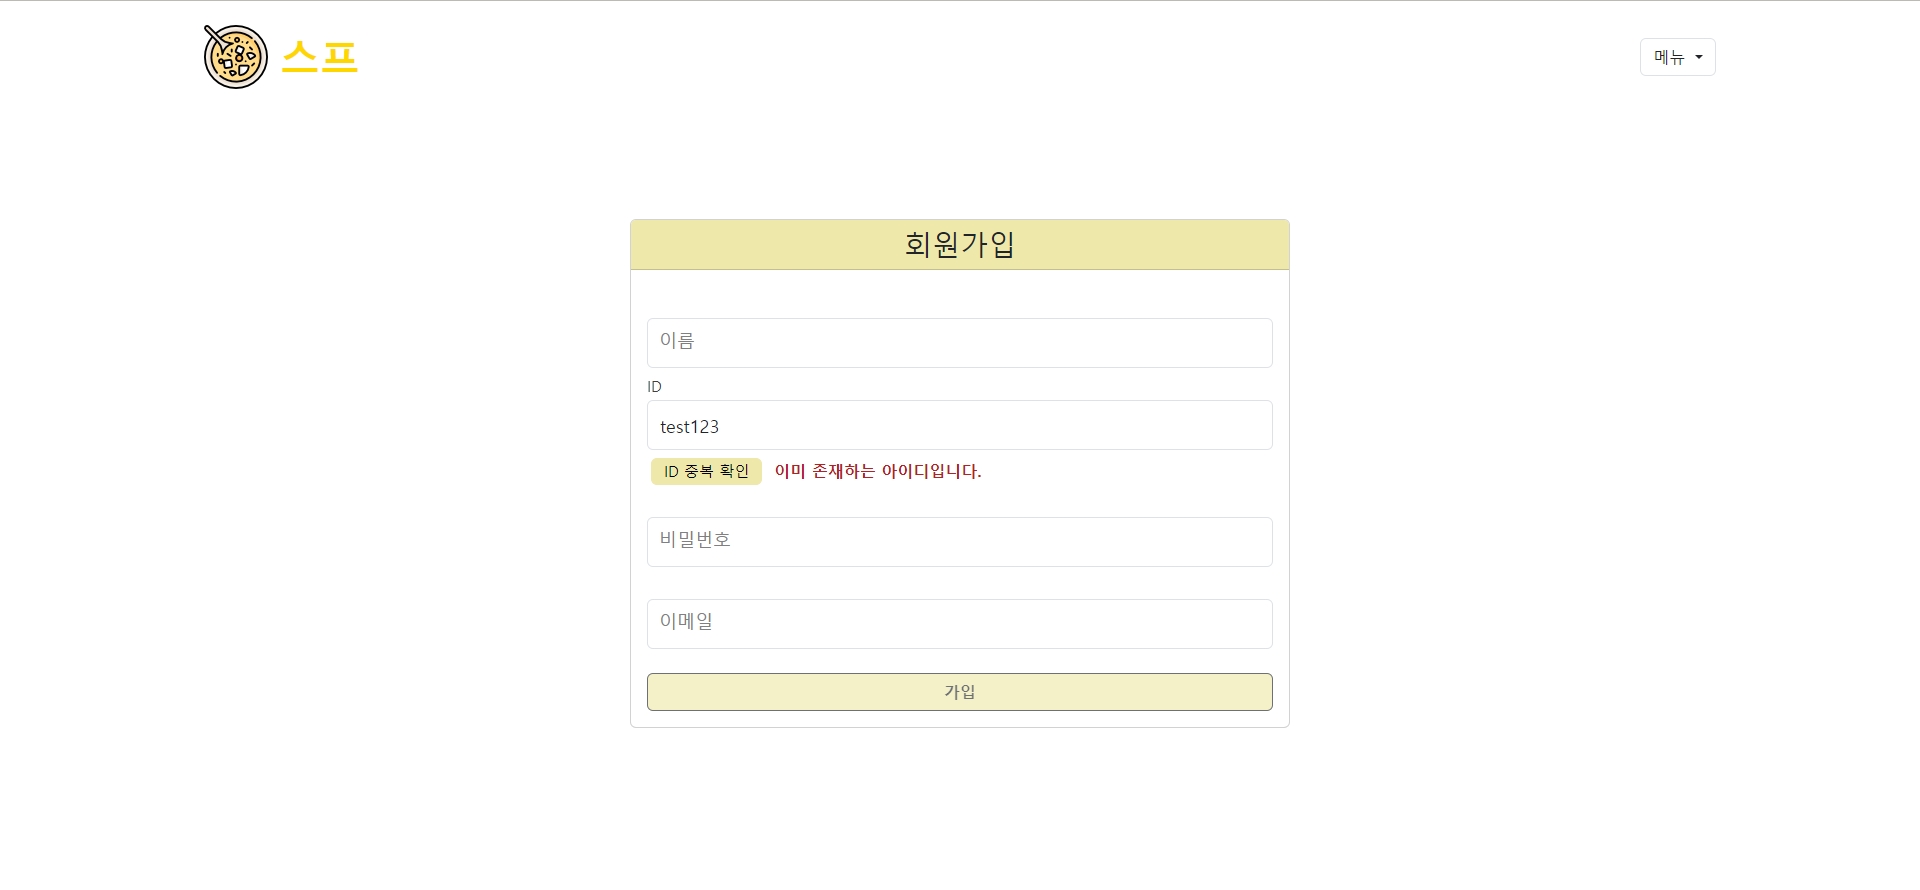 스프
메뉴
회원가입
이름
ID
test123
ID 중복 확인 이미 존재하는 아이디입니다.
비밀번호
이메일
가입